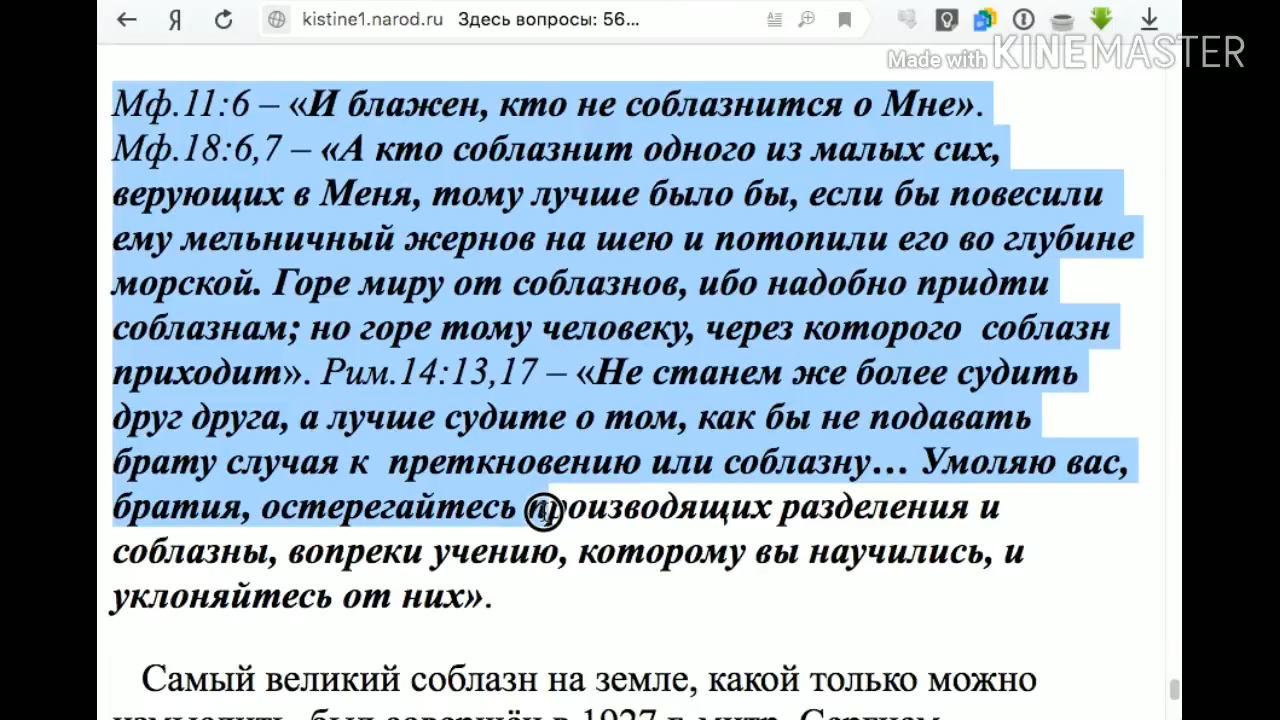 kistine1.narod.ru Здесь вопросы: 56...
Made with KINEMASTER
Мф.11:6 – «И блажен, кто не соблазнится о Мне».
Мф.18:6,7 – «А кто соблазнит одного из малых сих,
верующих в Меня, тому лучше было бы, если бы повесили
ему мельничный жернов на шею и потопили его во глубине
морской. Горе миру от соблазнов, ибо надобно придти
соблазнам; но горе тому человеку, через которого соблазн
приходит». Рим.14:13,17 – «Не станем же более судить
друг друга, а лучше судите о том, как бы не подавать
брату случая к преткновению или соблазну... Умоляю вас,
братия, остерегайтесь производящих разделения и
соблазны, вопреки учению, которому вы научились, и
уклоняйтесь от них».
Самый великий соблазн на земле, какой только можно
был совершён в 1927 г. митр. Сергием